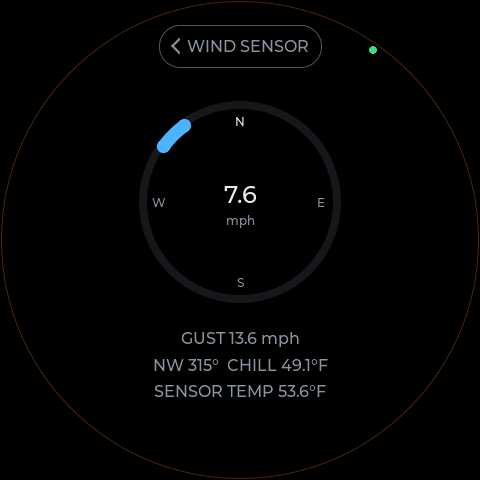 WIND SENSOR
N
W
7.6
E
mph
S
GUST 13.6 mph
NW 315° CHILL 49.1°F
SENSOR TEMP 53.6°F